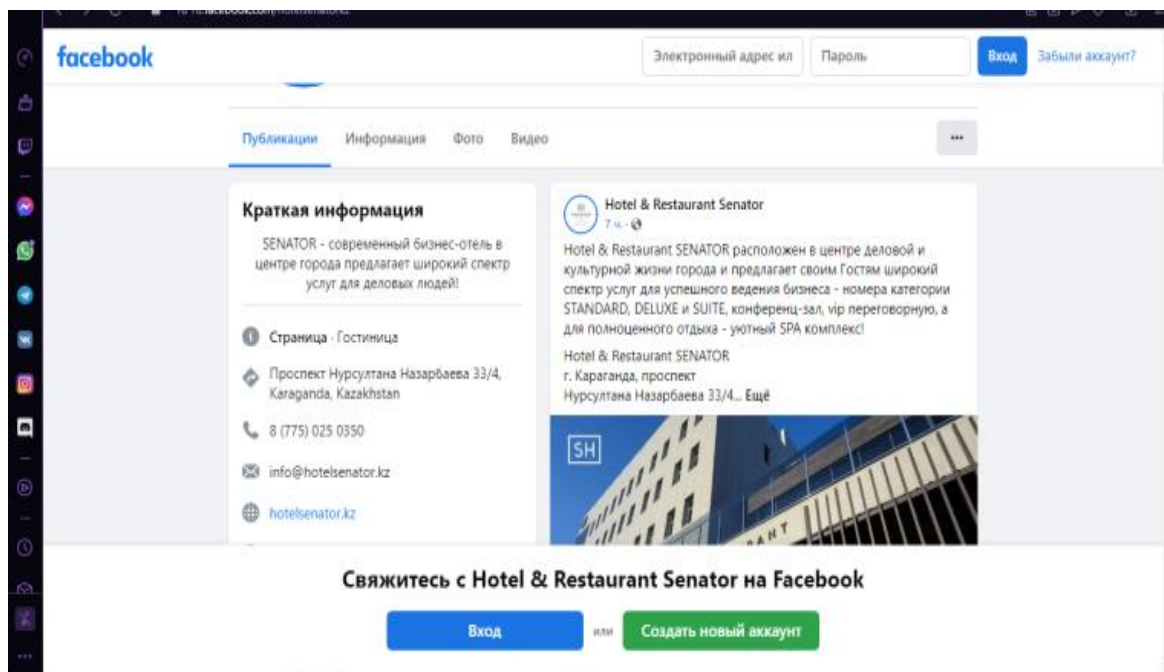 facebook
Электронный адрес ил
Пароль
Вход
Забыли аккаунт?
Публикации
Информация
Фото
Видео
Краткая информация
SENATOR - современный бизнес-отель в
центре города предлагает широкий спектр
услуг для деловых людей!
Страница · Гостиница
Проспект Нурсултана Назарбаева 33/4,
Karaganda, Kazakhstan
8 (775) 025 0350
info@hotelsenator.kz
hotelsenator.kz
Hotel & Restaurant Senator
7 ч. ·
Hotel & Restaurant SENATOR расположен в центре деловой и
культурной жизни города и предлагает своим Гостям широкий
спектр услуг для успешного ведения бизнеса - номера категории
STANDARD, DELUXE и SUITE, конференц-зал, vip переговорную, а
для полноценного отдыха - уютный SPA комплекс!
Hotel & Restaurant SENATOR
г. Караганда, проспект
Нурсултана Назарбаева 33/4... Ещё
SH
Свяжитесь с Hotel & Restaurant Senator на Facebook
Вход
или
Создать новый аккаунт